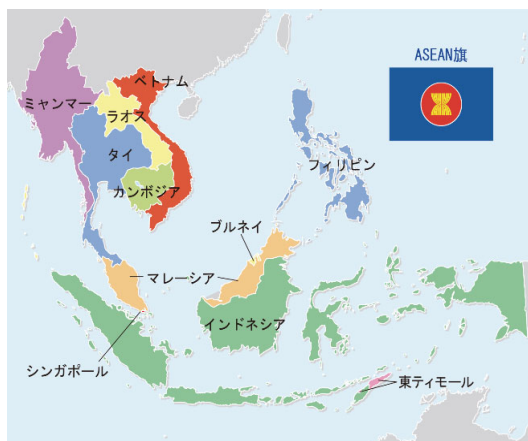 ASEAN旗
ベトナム
ミャンマー
ラオス
タイ
フィリピン
カンボジア
ブルネイ
マレーシア
インドネシア
シンガポール
東ティモール